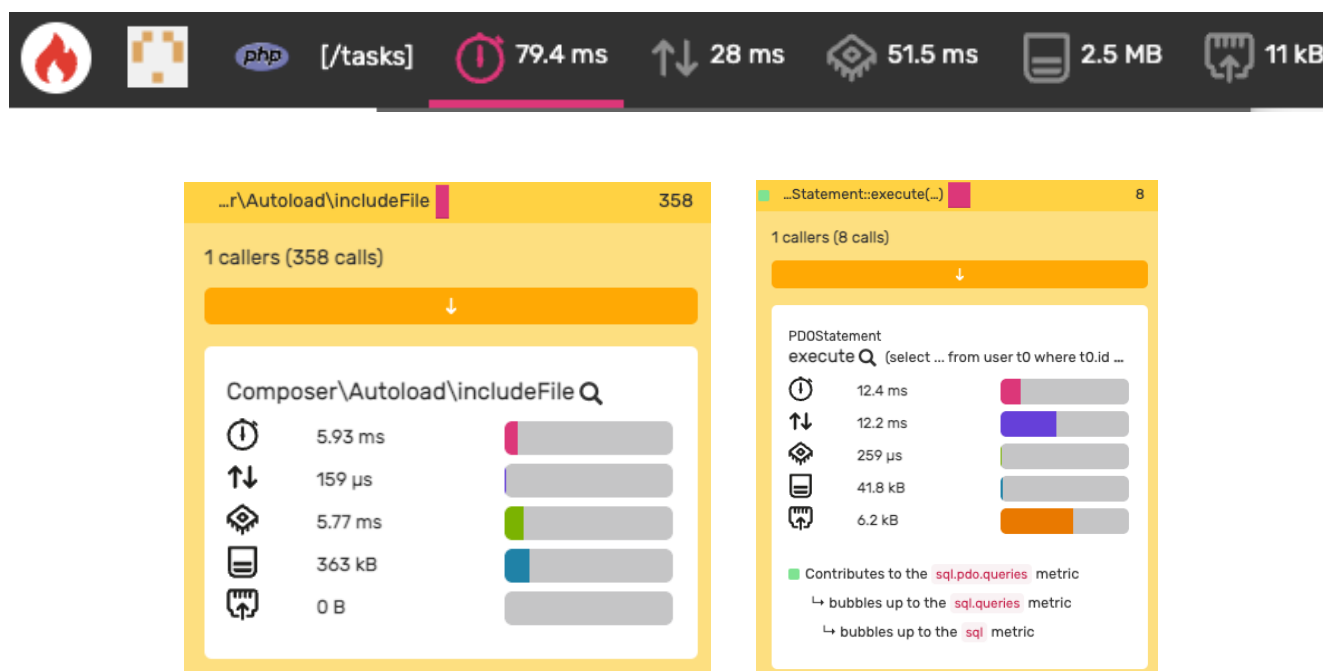 php [/tasks] 79.4 ms 28 ms 51.5 ms 2.5 MB 11 kB
…r\Autoload\includeFile 358
1 callers (358 calls)
↓
Composer\Autoload\includeFile
5.93 ms
159 µs
5.77 ms
363 kB
0 B
…Statement::execute(…) 8
1 callers (8 calls)
↓
PDOStatement
execute (select ... from user t0 where t0.id …
12.4 ms
12.2 ms
259 µs
41.8 kB
6.2 kB
Contributes to the sql.pdo.queries metric
↳ bubbles up to the sql.queries metric
↳ bubbles up to the sql metric